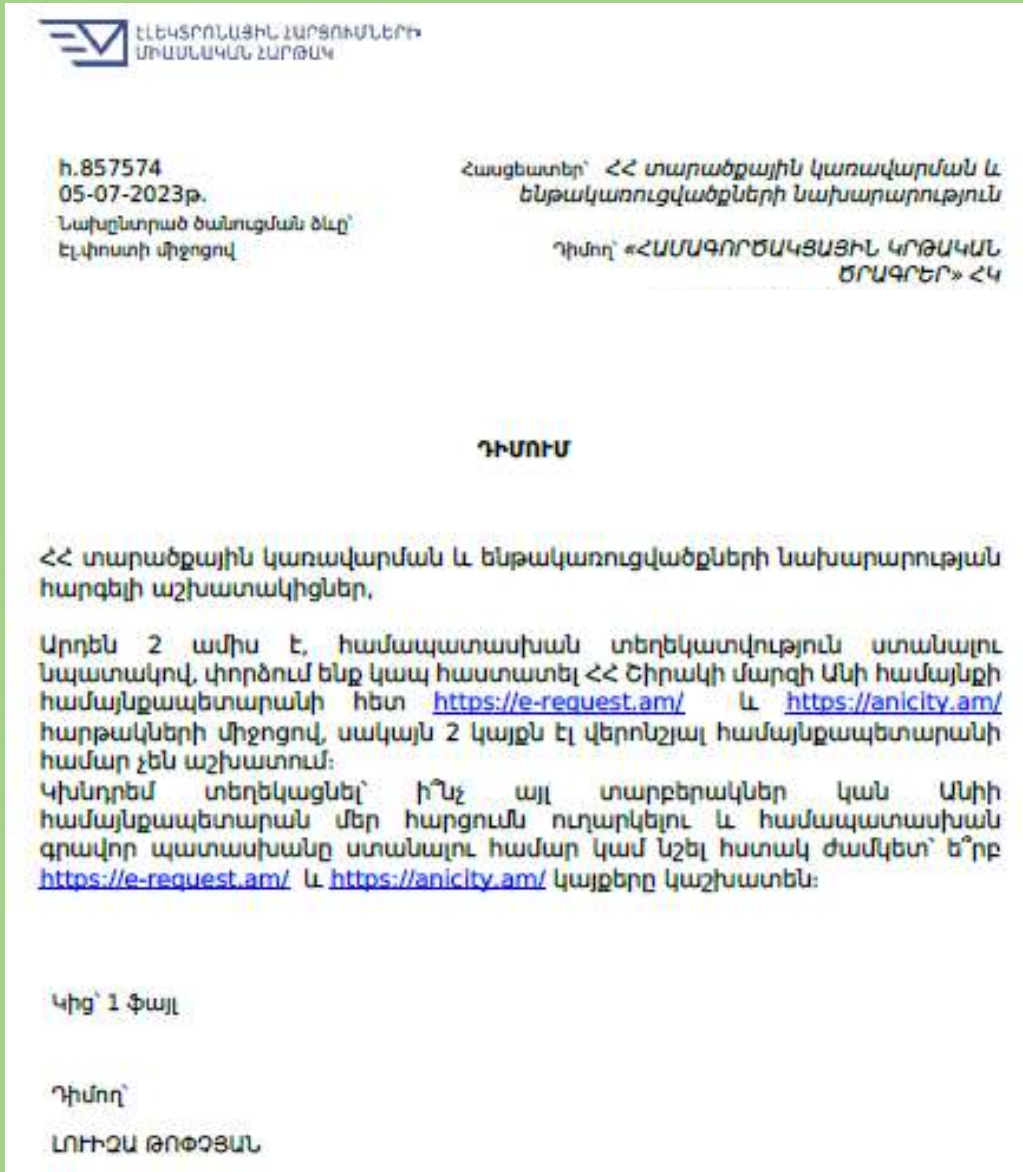 ԷԼԵԿՏՐՈՆԱՅԻՆ ՀԱՐՑՈՒՄՆԵՐԻ
ՄԻԱՍՆԱԿԱՆ ՀԱՐԹԱԿ
հ.857574
05-07-2023թ.
Նախընտրած ծանուցման ձևը՝
Էլ.փոստի միջոցով
Հասցեատեր՝ ՀՀ տարածքային կառավարման և
ենթակառուցվածքների նախարարություն
Դիմող՝ «ՀԱՄԱԳՈՐԾԱԿՑԱՅԻՆ ԿՐԹԱԿԱՆ
ԾՐԱԳՐԵՐ» ՀԿ
ԴԻՄՈՒՄ
ՀՀ տարածքային կառավարման և ենթակառուցվածքների նախարարության
հարգելի աշխատակիցներ,
Արդեն 2 ամիս է, համապատասխան տեղեկատվություն ստանալու
նպատակով, փորձում ենք կապ հաստատել ՀՀ Շիրակի մարզի Անի համայնքի
համայնքապետարանի հետ https://e-request.am/ և https://anicity.am/
հարթակների միջոցով, սակայն 2 կայքն էլ վերոնշյալ համայնքապետարանի
համար չեն աշխատում։
Կխնդրեմ տեղեկացնել՝ ի՞նչ այլ տարբերակներ կան Անիի
համայնքապետարան մեր հարցումն ուղարկելու և համապատասխան
գրավոր պատասխանը ստանալու համար կամ նշել հստակ ժամկետ՝ ե՞րբ
https://e-request.am/ և https://anicity.am/ կայքերը կաշխատեն։
Կից՝ 1 ֆայլ
Դիմող՝
ԼՈՒԻԶԱ ԹՈՓՉՅԱՆ